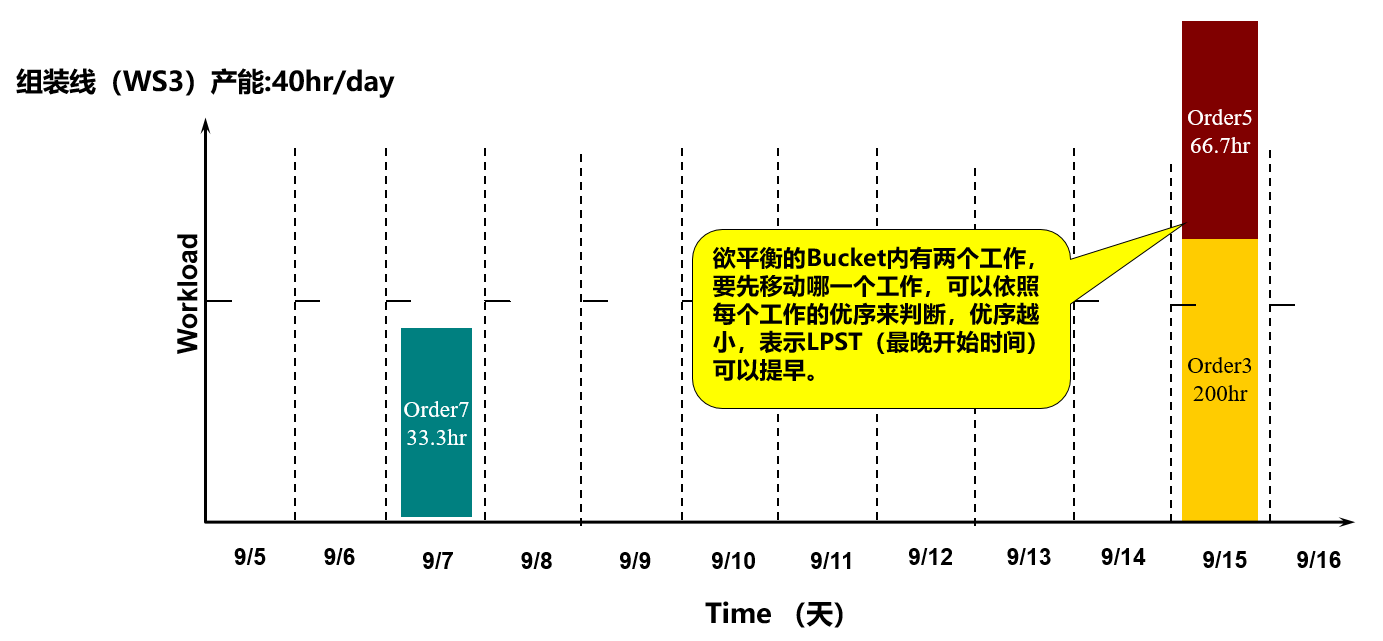 组装线（WS3）产能:40hr/day
Order5
66.7hr
Workload
欲平衡的Bucket内有两个工作，
要先移动哪一个工作，可以依照
每个工作的优序来判断，优序越
小，表示LPST（最晚开始时间）
可以提早。
Order3
200hr
Order7
33.3hr
9/5 9/6 9/7 9/8 9/9 9/10 9/11 9/12 9/13 9/14 9/15 9/16
Time （天）